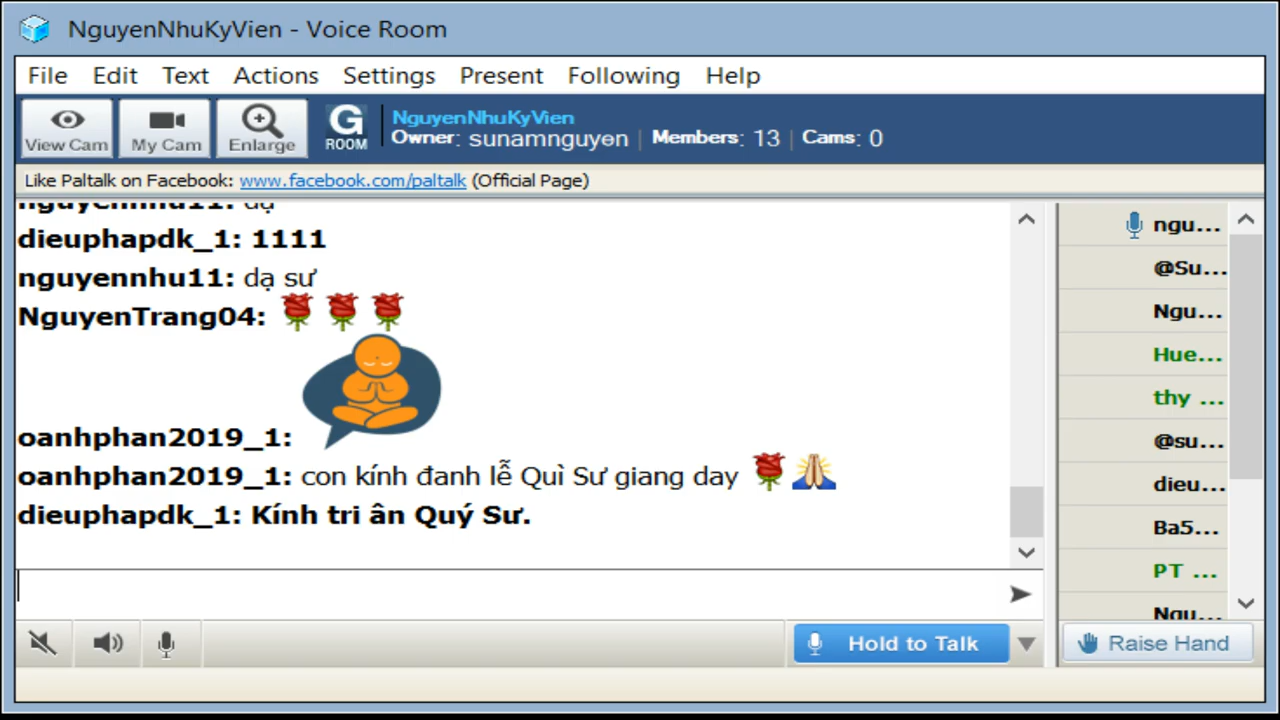 NguyenNhuKyVien - Voice Room
File Edit Text Actions Settings Present Following Help
View Cam My Cam Enlarge G ROOM
NguyenNhuKyVien
Owner: sunamnguyen | Members: 13 | Cams: 0
Like Paltalk on Facebook: www.facebook.com/paltalk (Official Page)
nguyennhu11: dạ
dieuphapdk_1: 1111
nguyennhu11: dạ sư
NguyenTrang04:
oanhphan2019_1:
oanhphan2019_1: con kính đanh lễ Quì Sư giang day
dieuphapdk_1: Kính tri ân Quý Sư.
ngu...
@Su...
Ngu...
Hue...
thy ...
@su...
dieu...
Ba5...
PT ...
Ngu...
Hold to Talk
Raise Hand